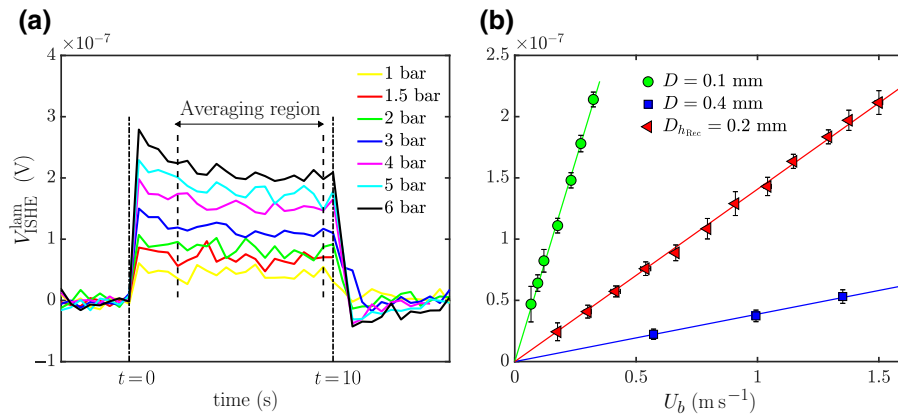 (a)
×10⁻⁷
4
3
2
1
0
−1
V_ISHE^lam (V)
Averaging region
1 bar
1.5 bar
2 bar
3 bar
4 bar
5 bar
6 bar
t=0
t=10
time (s)
(b)
×10⁻⁷
2.5
2
1.5
1
0.5
0
D = 0.1 mm
D = 0.4 mm
D_h_Rec = 0.2 mm
0
0.5
1
1.5
U_b (m s⁻¹)